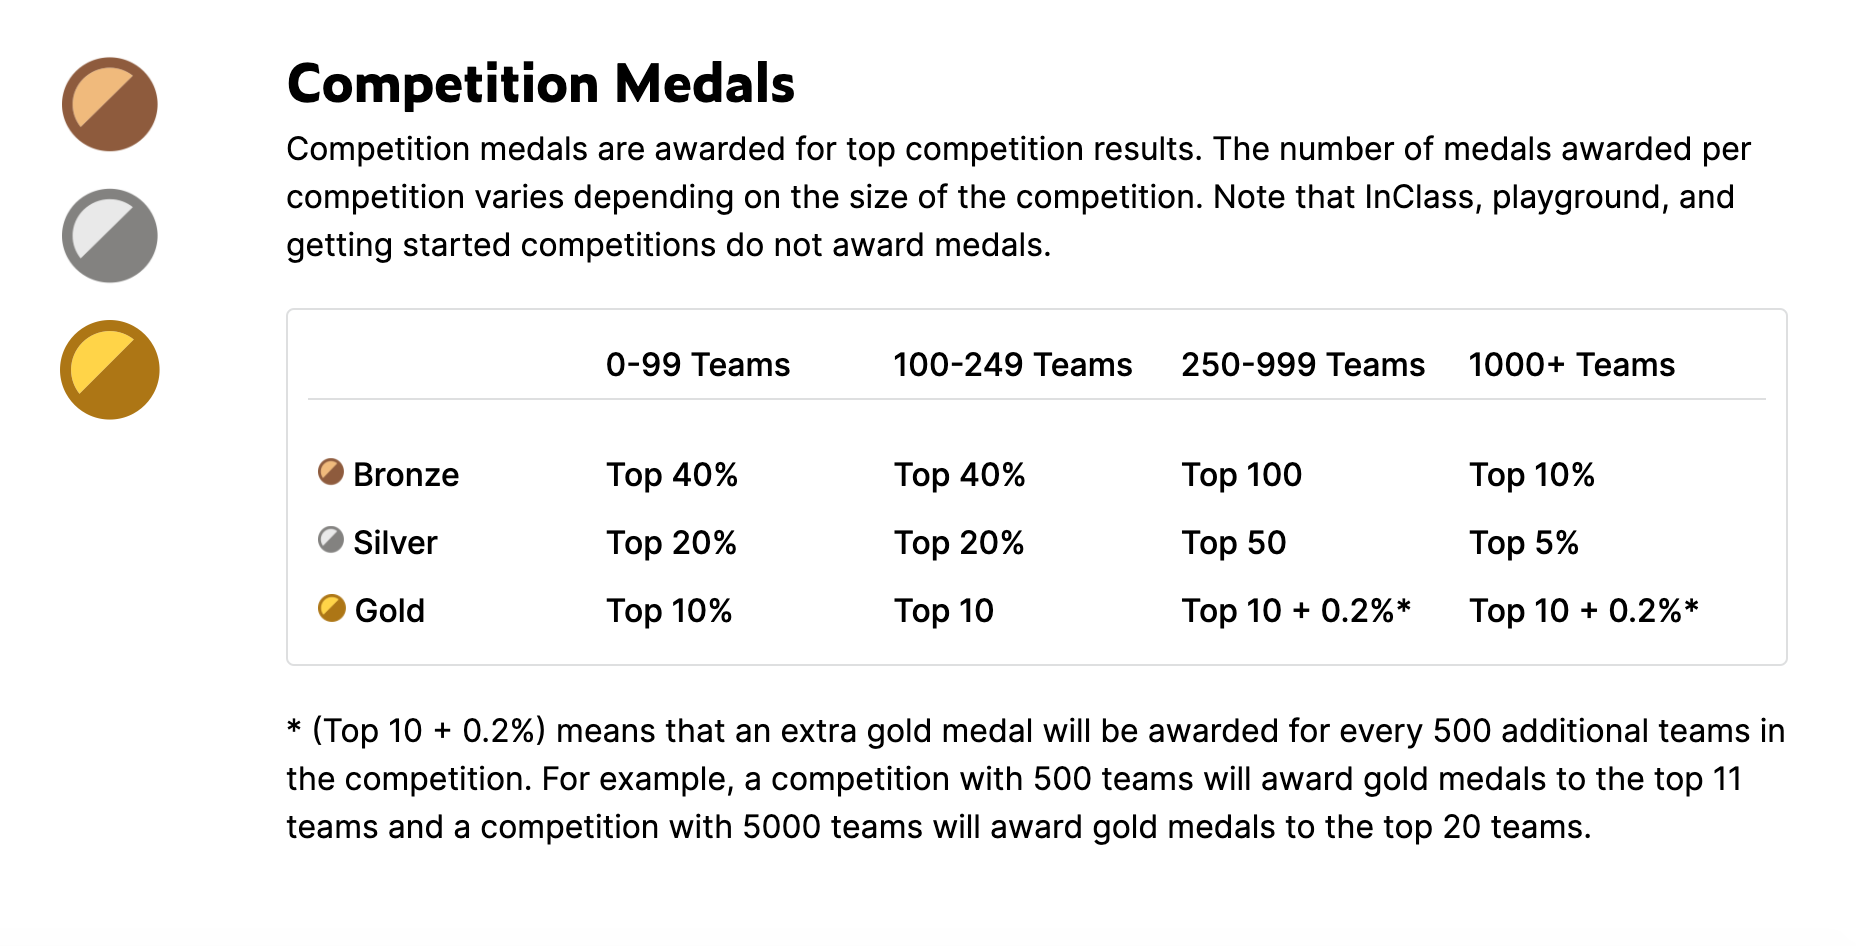 Competition Medals
Competition medals are awarded for top competition results. The number of medals awarded per
competition varies depending on the size of the competition. Note that InClass, playground, and
getting started competitions do not award medals.
0-99 Teams 100-249 Teams 250-999 Teams 1000+ Teams
Bronze Top 40% Top 40% Top 100 Top 10%
Silver Top 20% Top 20% Top 50 Top 5%
Gold Top 10% Top 10 Top 10 + 0.2%* Top 10 + 0.2%*
* (Top 10 + 0.2%) means that an extra gold medal will be awarded for every 500 additional teams in
the competition. For example, a competition with 500 teams will award gold medals to the top 11
teams and a competition with 5000 teams will award gold medals to the top 20 teams.